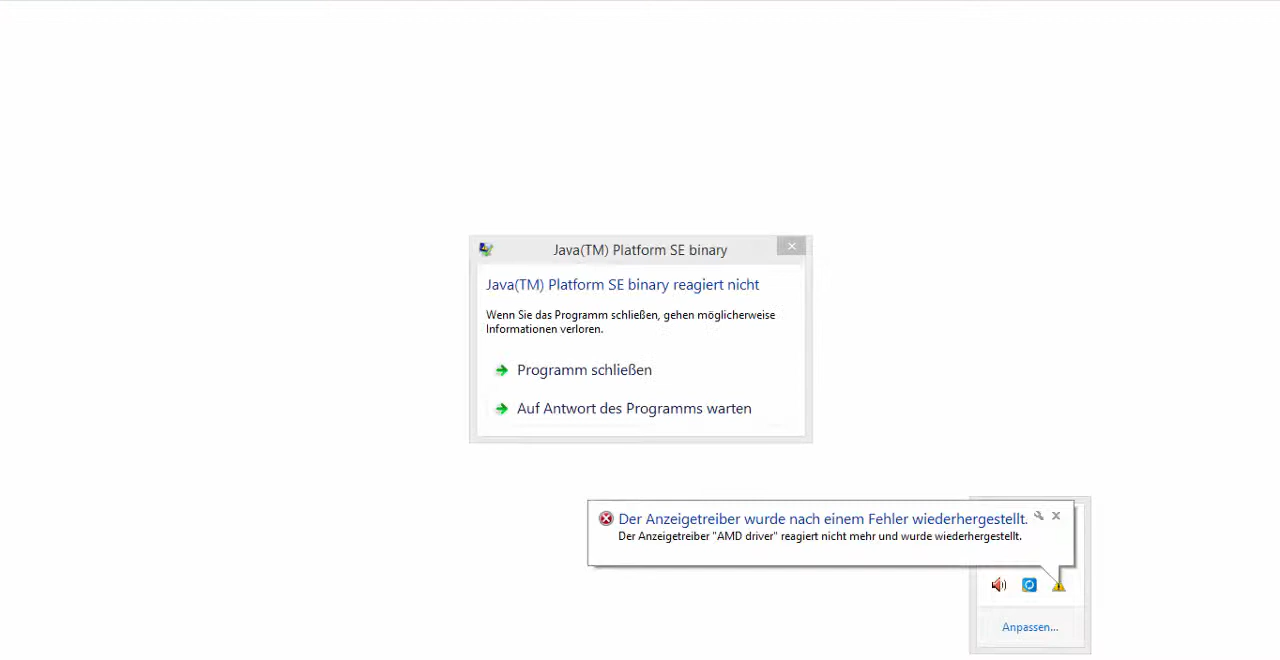 Java(TM) Platform SE binary
Java(TM) Platform SE binary reagiert nicht
Wenn Sie das Programm schließen, gehen möglicherweise
Informationen verloren.
Programm schließen
Auf Antwort des Programms warten
Der Anzeigetreiber wurde nach einem Fehler wiederhergestellt.
Der Anzeigetreiber "AMD driver" reagiert nicht mehr und wurde wiederhergestellt.
Anpassen...